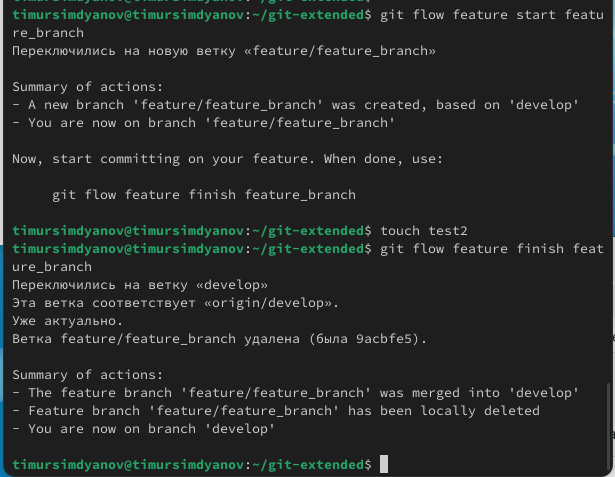 timursimdyanov@timursimdyanov:~/git-extended$ git flow feature start featu
re_branch
Переключились на новую ветку «feature/feature_branch»
Summary of actions:
- A new branch 'feature/feature_branch' was created, based on 'develop'
- You are now on branch 'feature/feature_branch'
Now, start committing on your feature. When done, use:
git flow feature finish feature_branch
timursimdyanov@timursimdyanov:~/git-extended$ touch test2
timursimdyanov@timursimdyanov:~/git-extended$ git flow feature finish feat
ure_branch
Переключились на ветку «develop»
Эта ветка соответствует «origin/develop».
Уже актуально.
Ветка feature/feature_branch удалена (была 9acbfe5).
Summary of actions:
- The feature branch 'feature/feature_branch' was merged into 'develop'
- Feature branch 'feature/feature_branch' has been locally deleted
- You are now on branch 'develop'
timursimdyanov@timursimdyanov:~/git-extended$